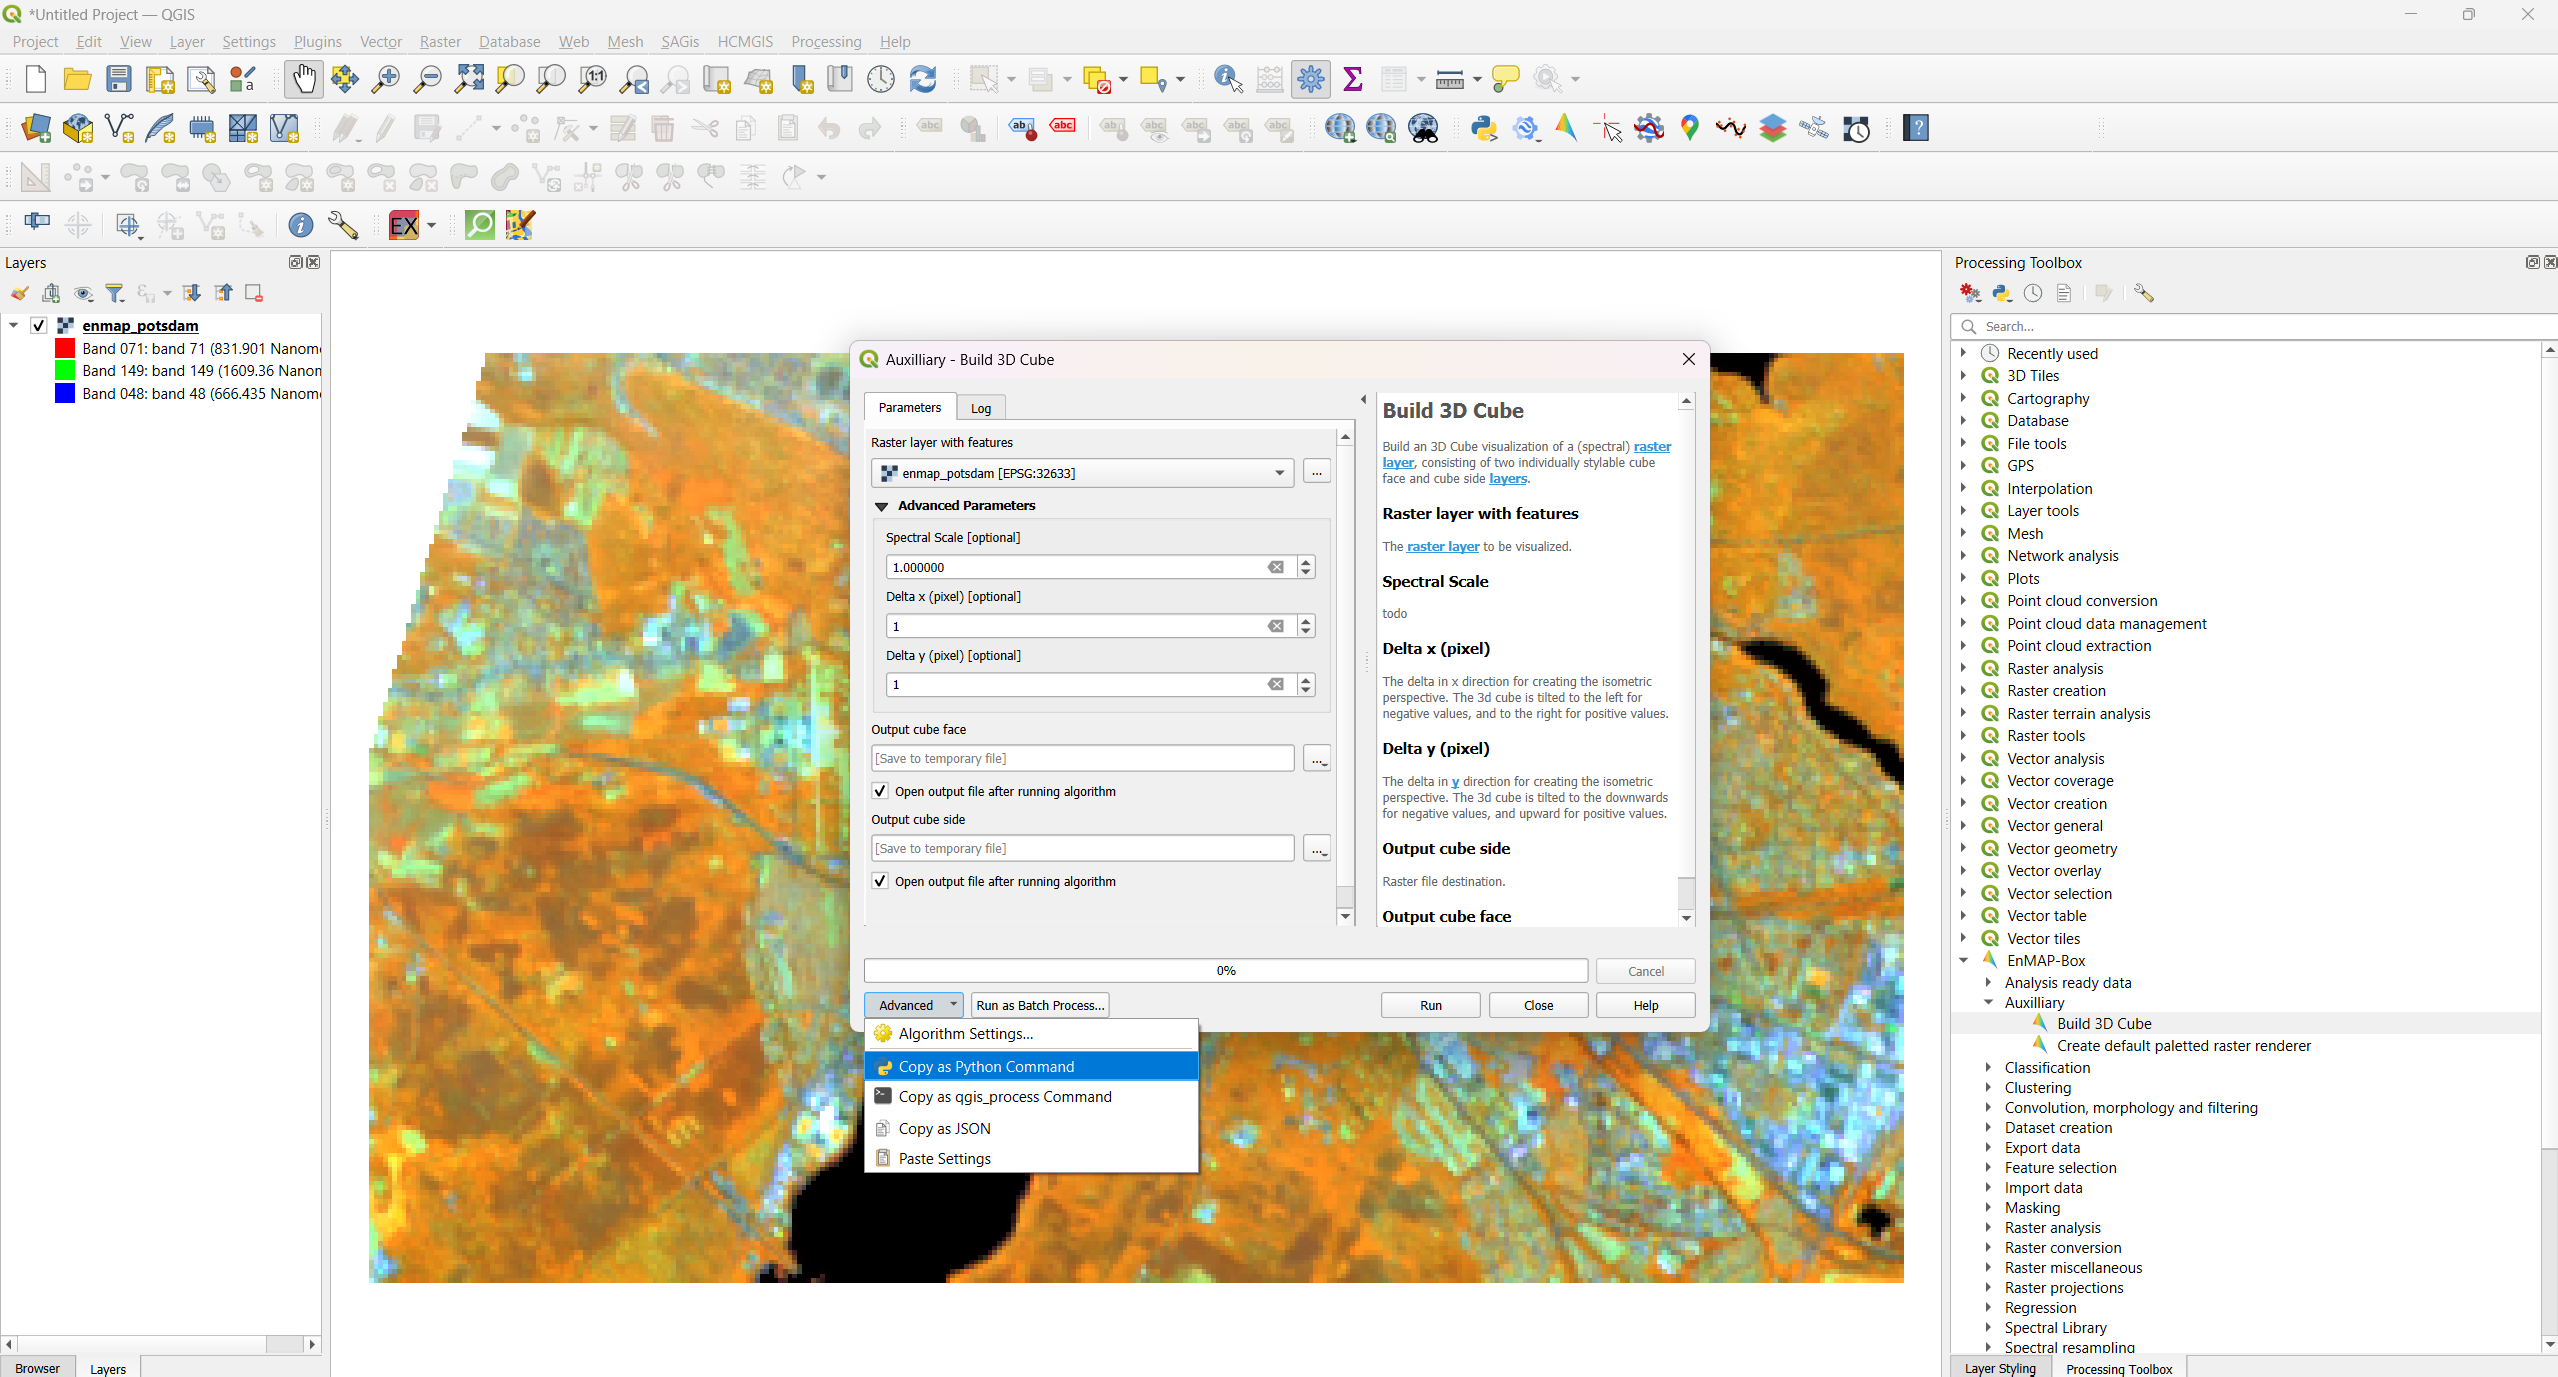 *Untitled Project — QGIS
Project Edit View Layer Settings Plugins Vector Raster Database Web Mesh SAGis HCMGIS Processing Help
Layers
enmap_potsdam
Band 071: band 71 (831.901 Nanom
Band 149: band 149 (1609.36 Nanon
Band 048: band 48 (666.435 Nanom
Browser
Layers
Auxilliary - Build 3D Cube
Parameters
Log
Raster layer with features
enmap_potsdam [EPSG:32633]
...
Advanced Parameters
Spectral Scale [optional]
1.000000
Delta x (pixel) [optional]
1
Delta y (pixel) [optional]
1
Output cube face
[Save to temporary file]
...
Open output file after running algorithm
Output cube side
[Save to temporary file]
...
Open output file after running algorithm
Build 3D Cube
Build an 3D Cube visualization of a (spectral) raster
layer, consisting of two individually stylable cube
face and cube side layers.
Raster layer with features
The raster layer to be visualized.
Spectral Scale
todo
Delta x (pixel)
The delta in x direction for creating the isometric
perspective. The 3d cube is tilted to the left for
negative values, and to the right for positive values.
Delta y (pixel)
The delta in y direction for creating the isometric
perspective. The 3d cube is tilted to the downwards
for negative values, and upward for positive values.
Output cube side
Raster file destination.
Output cube face
0%
Cancel
Advanced
Run as Batch Process...
Run
Close
Help
Algorithm Settings...
Copy as Python Command
Copy as qgis_process Command
Copy as JSON
Paste Settings
Processing Toolbox
Search...
Recently used
3D Tiles
Cartography
Database
File tools
GPS
Interpolation
Layer tools
Mesh
Network analysis
Plots
Point cloud conversion
Point cloud data management
Point cloud extraction
Raster analysis
Raster creation
Raster terrain analysis
Raster tools
Vector analysis
Vector coverage
Vector creation
Vector general
Vector geometry
Vector overlay
Vector selection
Vector table
Vector tiles
EnMAP-Box
Analysis ready data
Auxilliary
Build 3D Cube
Create default paletted raster renderer
Classification
Clustering
Convolution, morphology and filtering
Dataset creation
Export data
Feature selection
Import data
Masking
Raster analysis
Raster conversion
Raster miscellaneous
Raster projections
Regression
Spectral Library
Spectral resampling
Layer Styling
Processing Toolbox